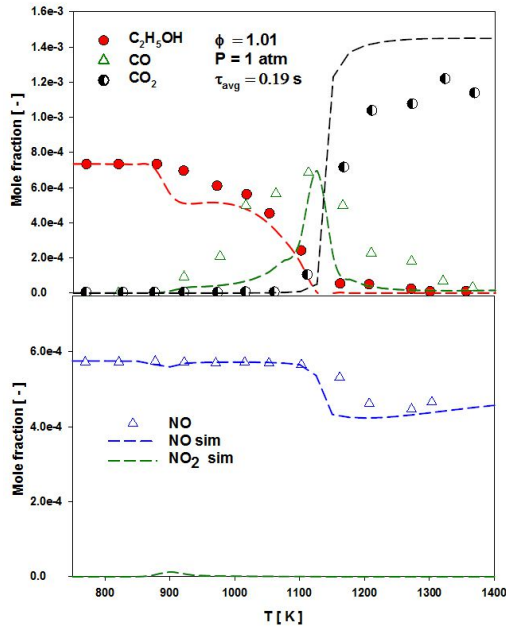 1.6e-3
C₂H₅OH ϕ = 1.01
1.4e-3
CO P = 1 atm
CO₂ τavg = 0.19 s
1.2e-3
1.0e-3
Mole fraction [ - ]
8.0e-4
6.0e-4
4.0e-4
2.0e-4
0.0
6.0e-4
Mole fraction [ - ]
4.0e-4
NO
NO sim
NO₂ sim
2.0e-4
0.0
800 900 1000 1100 1200 1300 1400
T [ K ]